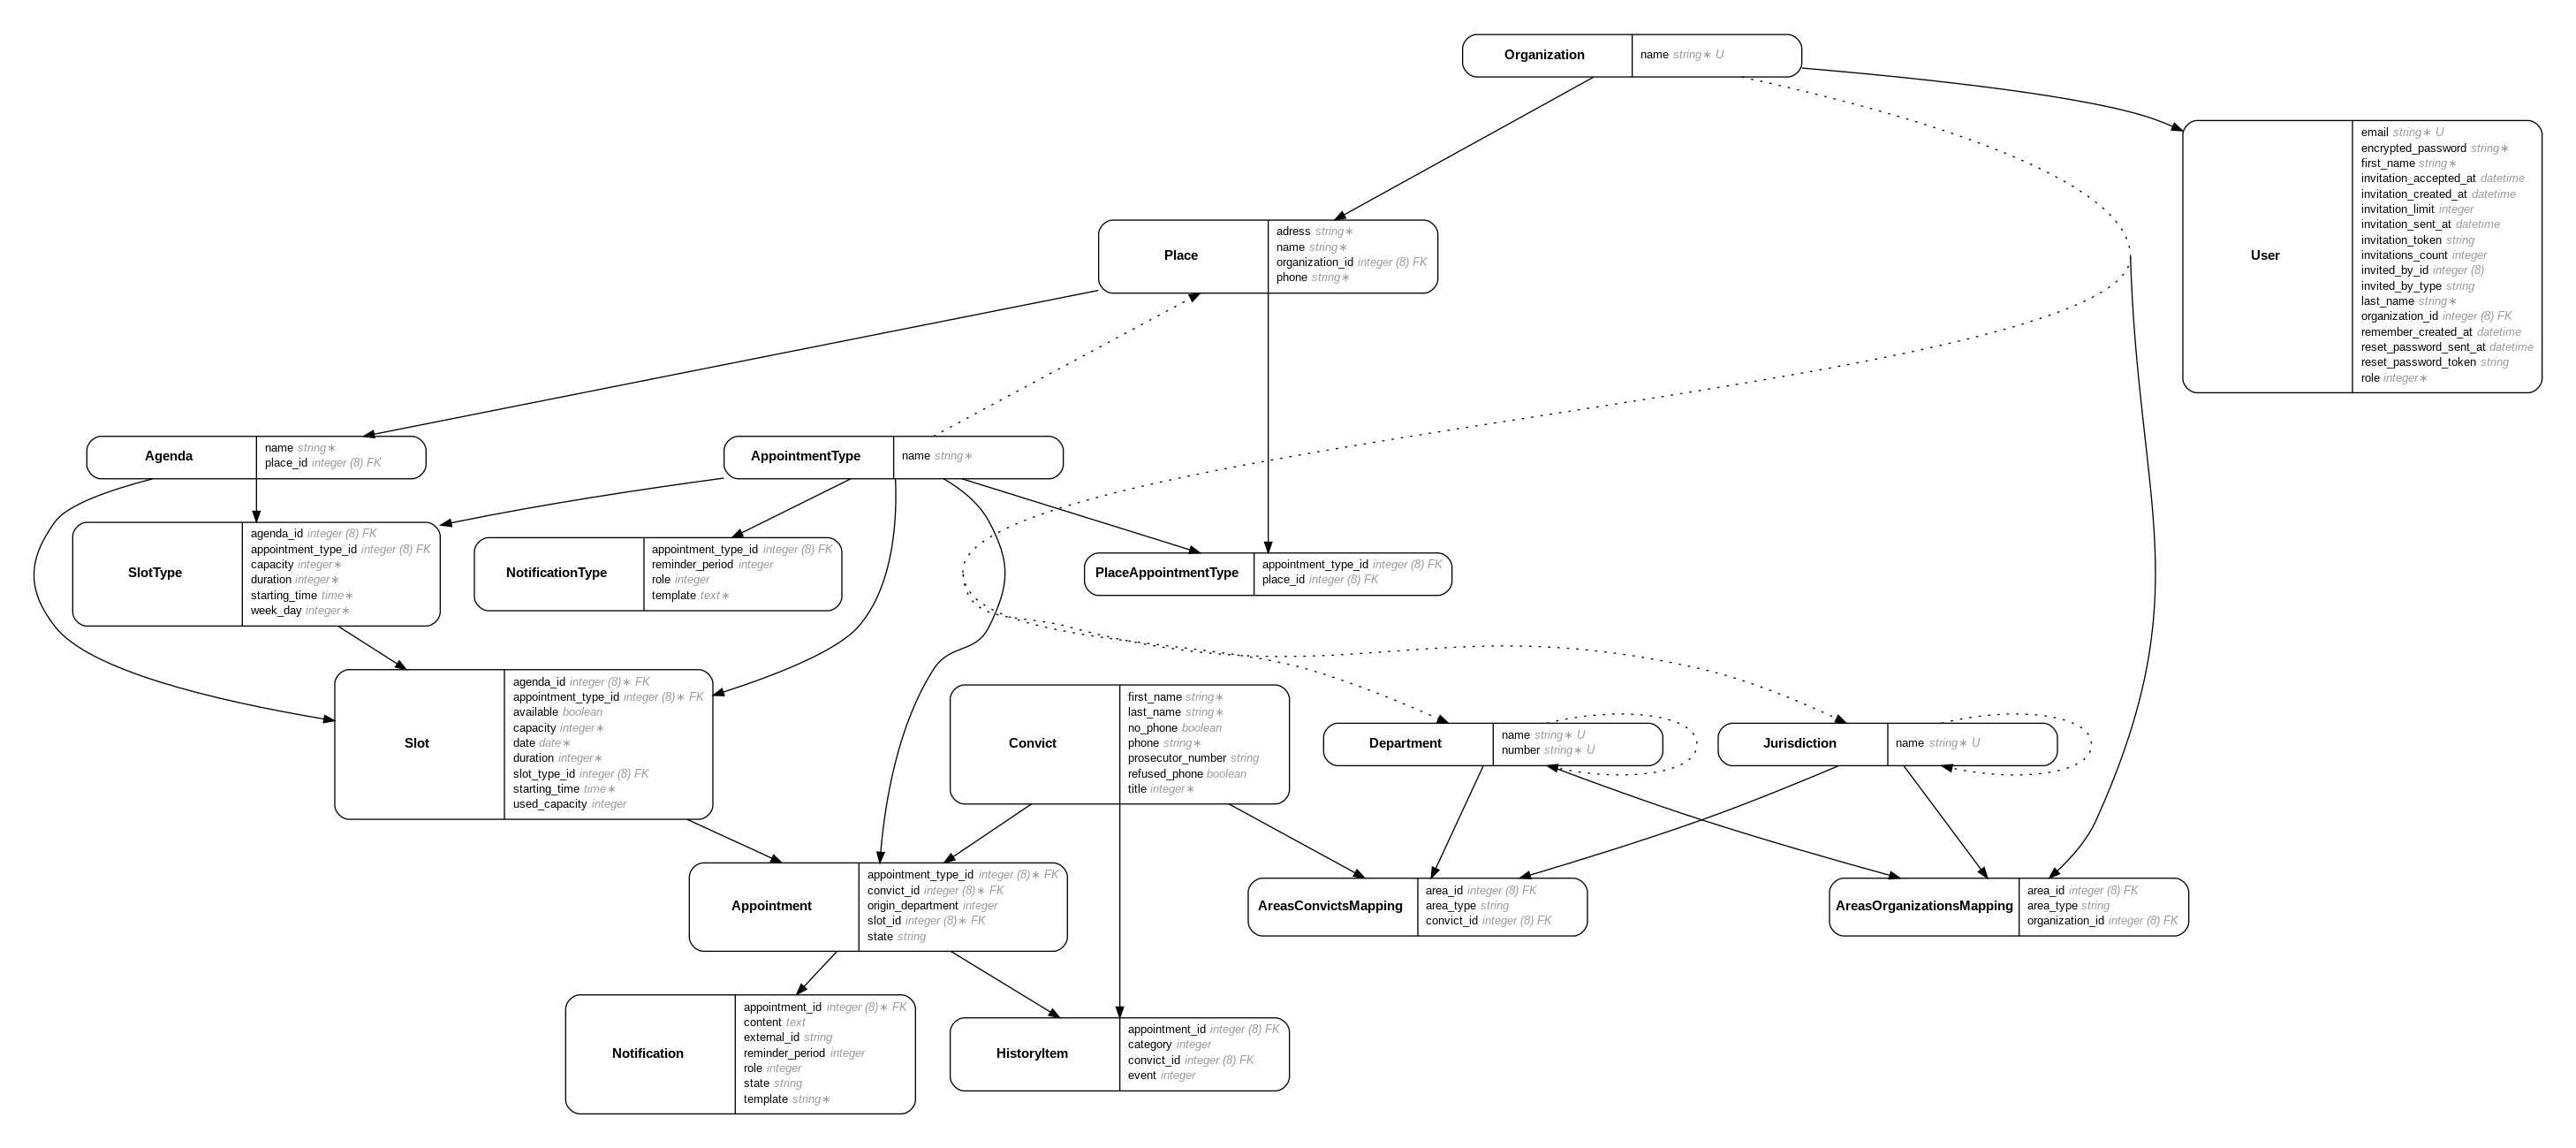 Organization
name string∗ U
User
email string∗ U
encrypted_password string∗
first_name string∗
invitation_accepted_at datetime
invitation_created_at datetime
invitation_limit integer
invitation_sent_at datetime
invitation_token string
invitations_count integer
invited_by_id integer (8)
invited_by_type string
last_name string∗
organization_id integer (8) FK
remember_created_at datetime
reset_password_sent_at datetime
reset_password_token string
role integer∗
Place
adress string∗
name string∗
organization_id integer (8) FK
phone string∗
Agenda
name string∗
place_id integer (8) FK
AppointmentType
name string∗
SlotType
agenda_id integer (8) FK
appointment_type_id integer (8) FK
capacity integer∗
duration integer∗
starting_time time∗
week_day integer∗
NotificationType
appointment_type_id integer (8) FK
reminder_period integer
role integer
template text∗
PlaceAppointmentType
appointment_type_id integer (8) FK
place_id integer (8) FK
Slot
agenda_id integer (8)∗ FK
appointment_type_id integer (8)∗ FK
available boolean
capacity integer∗
date date∗
duration integer∗
slot_type_id integer (8) FK
starting_time time∗
used_capacity integer
Convict
first_name string∗
last_name string∗
no_phone boolean
phone string∗
prosecutor_number string
refused_phone boolean
title integer∗
Department
name string∗ U
number string∗ U
Jurisdiction
name string∗ U
Appointment
appointment_type_id integer (8)∗ FK
convict_id integer (8)∗ FK
origin_department integer
slot_id integer (8)∗ FK
state string
AreasConvictsMapping
area_id integer (8) FK
area_type string
convict_id integer (8) FK
AreasOrganizationsMapping
area_id integer (8) FK
area_type string
organization_id integer (8) FK
Notification
appointment_id integer (8)∗ FK
content text
external_id string
reminder_period integer
role integer
state string
template string∗
HistoryItem
appointment_id integer (8) FK
category integer
convict_id integer (8) FK
event integer